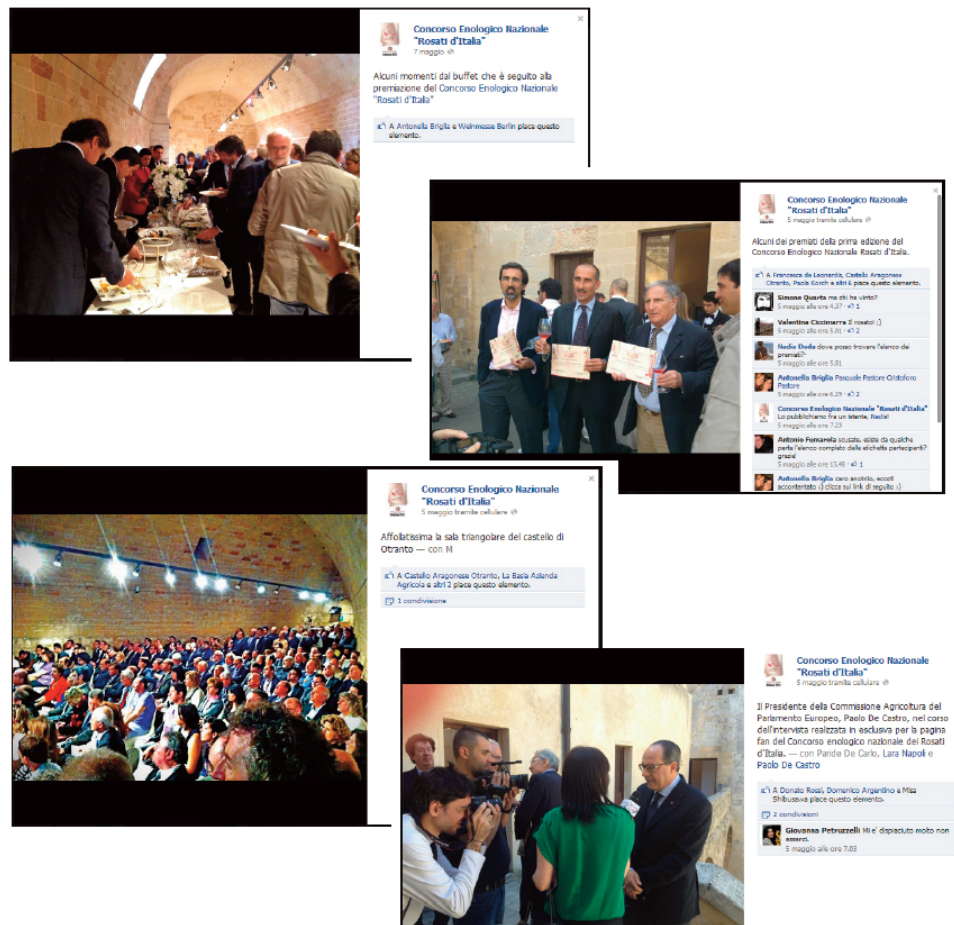 Concorso Enologico Nazionale
"Rosati d'Italia"
7 maggio
Alcuni momenti dal buffet che è seguito alla
premiazione del Concorso Enologico Nazionale
"Rosati d'Italia"
A Antonella Briglia e Weinmesse Berlin piace questo
elemento.
Concorso Enologico Nazionale
"Rosati d'Italia"
5 maggio tramite cellulare
Alcuni dei premiati della prima edizione del
Concorso Enologico Nazionale Rosati d'Italia.
A Francesca de Leonardis, Castello Aragonese
Otranto, Paola Korch e altri 6 piace questo elemento.
Simone Quarta ma chi ha vinto?
5 maggio alle ore 4.37 · 1
Valentina Ciccimarra Il rosato! ;)
5 maggio alle ore 5.01 · 2
Nadia Duda dove posso trovare l'elenco dei
premiati?
5 maggio alle ore 5.51
Antonella Briglia Pasquale Pastore Cristoforo
Pastore
5 maggio alle ore 6.29 · 2
Concorso Enologico Nazionale "Rosati d'Italia"
Lo pubblichiamo fra un istante, Nadia!
5 maggio alle ore 7.23
Antonio Fumarola scusate, esiste da qualche
parte l'elenco completo delle etichette partecipanti?
grazie!
5 maggio alle ore 13.48 · 1
Antonella Briglia caro anotnio, eccoti
accontentato ;) clicca sul link di seguito :)
Concorso Enologico Nazionale
"Rosati d'Italia"
5 maggio tramite cellulare
Affollatissima la sala triangolare del castello di
Otranto — con M
A Castello Aragonese Otranto, La Basia Azienda
Agricola e altri 2 piace questo elemento.
1 condivisione
Concorso Enologico Nazionale
"Rosati d'Italia"
5 maggio tramite cellulare
Il Presidente della Commissione Agricoltura del
Parlamento Europeo, Paolo De Castro, nel corso
dell'intervista realizzata in esclusiva per la pagina
fan del Concorso enologico nazionale dei Rosati
d'Italia. — con Paride De Carlo, Lara Napoli e
Paolo De Castro
A Donato Rossi, Domenico Argentino e Misa
Shibusawa piace questo elemento.
2 condivisioni
Giovanna Petruzzelli Mi e' dispiaciuto molto non
esserci.
5 maggio alle ore 7.03